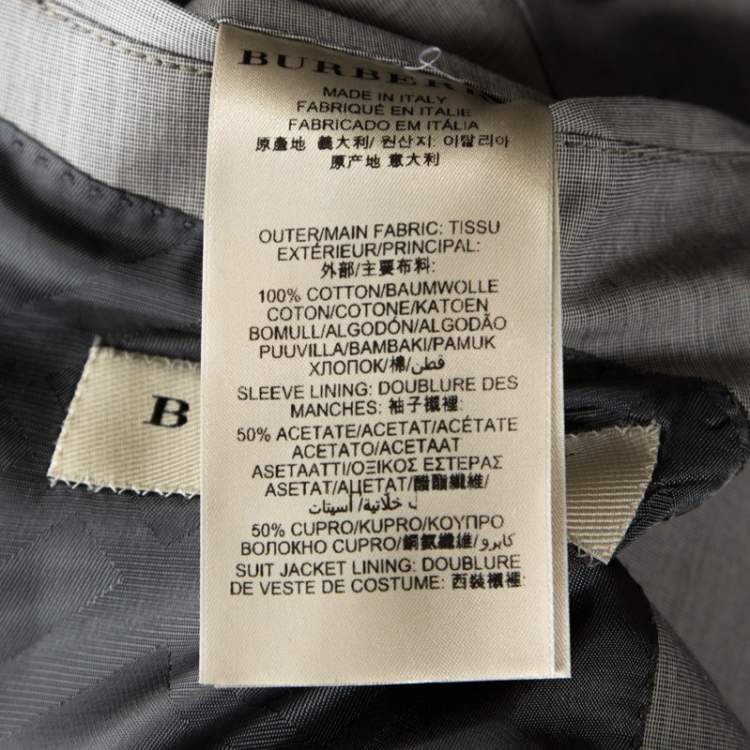 BURBERRY
MADE IN ITALY
FABRIQUÉ EN ITALIE
FABRICADO EM ITÁLIA
原產地 義大利/ 원산지: 이탈리아
原产地 意大利
OUTER/MAIN FABRIC: TISSU
EXTÉRIEUR/PRINCIPAL:
外部/主要布料:
100% COTTON/BAUMWOLLE
COTON/COTONE/KATOEN
BOMULL/ALGODÓN/ALGODÃO
PUUVILLA/BAMBAKI/PAMUK
ХЛОПОК/棉/قطن/
SLEEVE LINING: DOUBLURE DES
MANCHES: 袖子襯裡:
50% ACETATE/ACETAT/ACÉTATE
ACETATO/ACETAAT
ASETAATTI/ΟΞΙΚΟΣ ΕΣΤΕΡΑΣ
ASETAT/АЦЕТАТ/醋酯纖維/
خلاتية/ أسيتات
50% CUPRO/KUPRO/ΚΟΥΠΡΟ
ВОЛОКНО CUPRO/銅氨纖維/كابرو/
SUIT JACKET LINING: DOUBLURE
DE VESTE DE COSTUME: 西裝襯裡:
B